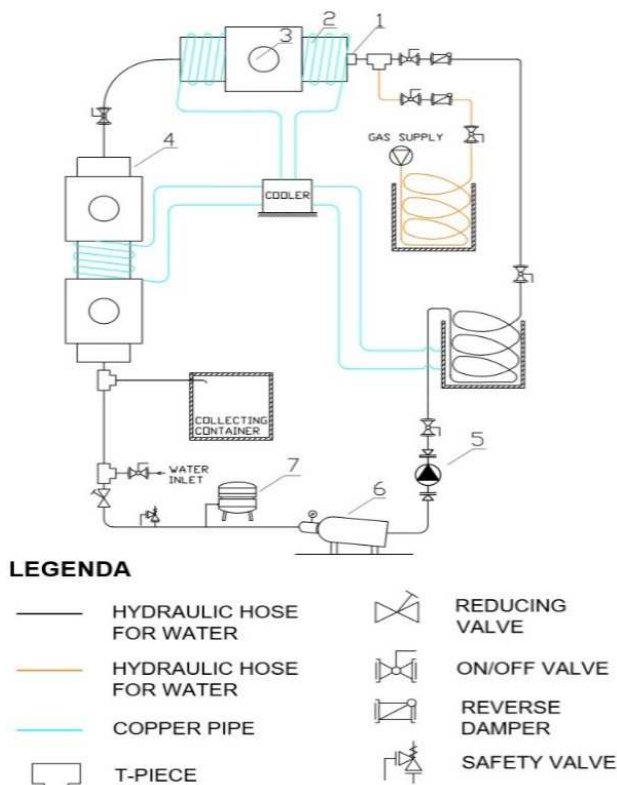 1
2
3
4
GAS SUPPLY
COOLER
5
COLLECTING
CONTAINER
WATER
INLET
7
6
LEGENDA
HYDRAULIC HOSE
FOR WATER
HYDRAULIC HOSE
FOR WATER
COPPER PIPE
T-PIECE
REDUCING
VALVE
ON/OFF VALVE
REVERSE
DAMPER
SAFETY VALVE